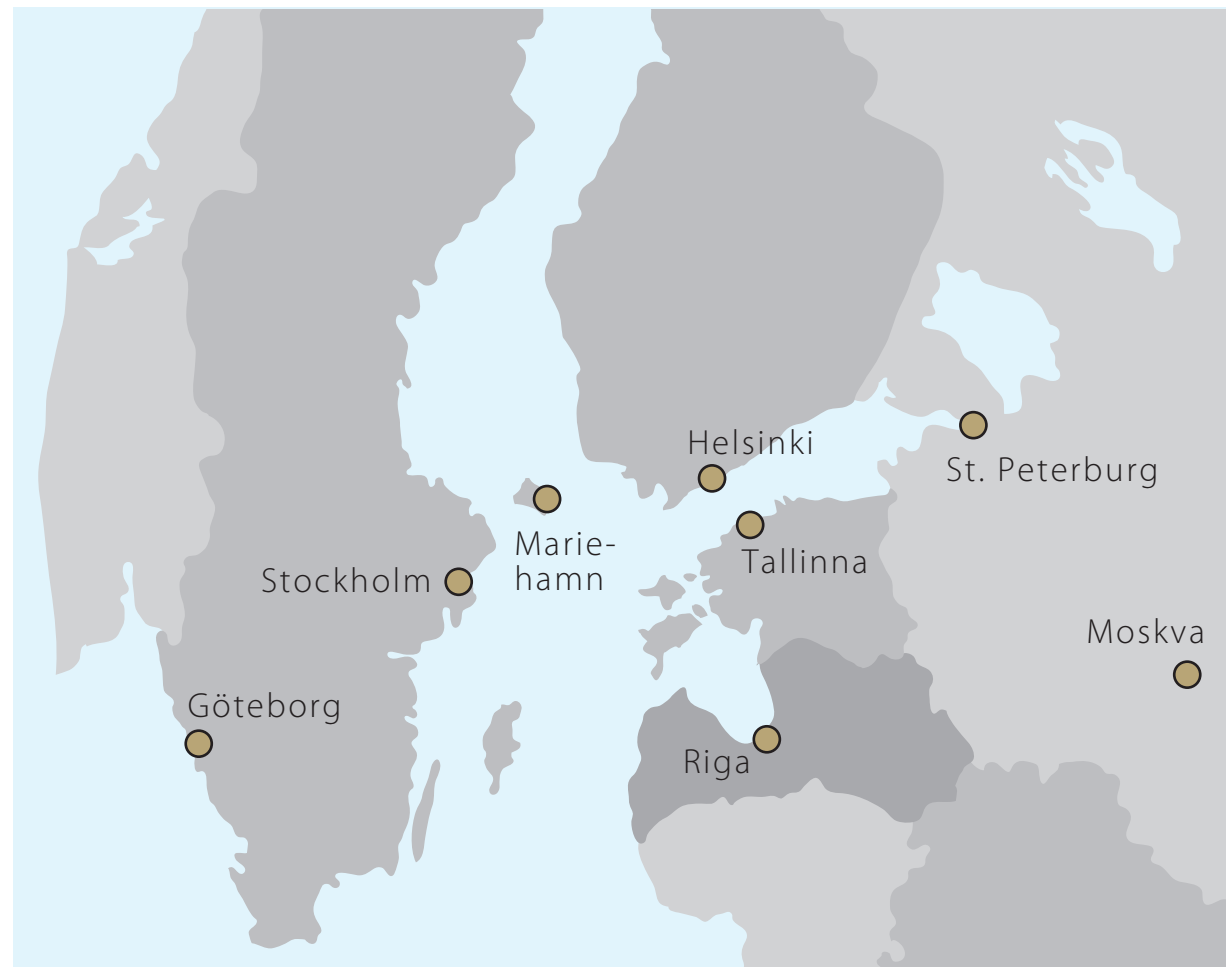 Helsinki
St. Peterburg
Marie-
hamn
Tallinna
Stockholm
Moskva
Göteborg
Riga